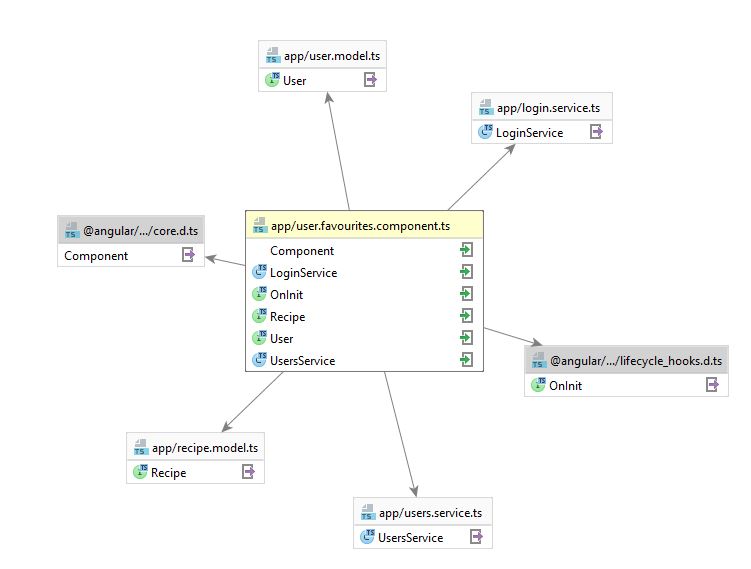 app/user.model.ts
User
app/login.service.ts
LoginService
@angular/.../core.d.ts
Component
app/user.favourites.component.ts
Component
LoginService
OnInit
Recipe
User
UsersService
@angular/.../lifecycle_hooks.d.ts
OnInit
app/recipe.model.ts
Recipe
app/users.service.ts
UsersService